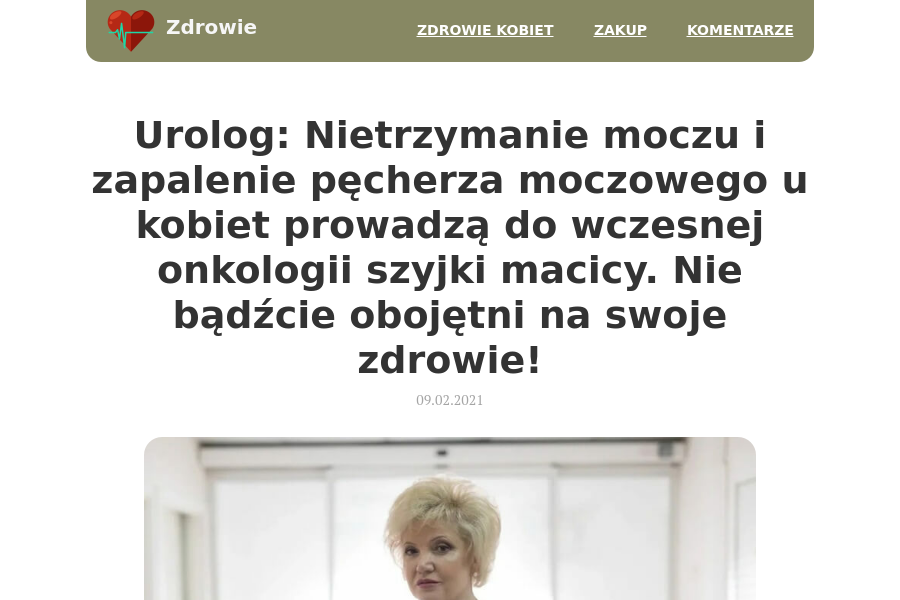 Zdrowie
ZDROWIE KOBIET ZAKUP KOMENTARZE
Urolog: Nietrzymanie moczu i
zapalenie pęcherza moczowego u
kobiet prowadzą do wczesnej
onkologii szyjki macicy. Nie
bądźcie obojętni na swoje
zdrowie!
09.02.2021